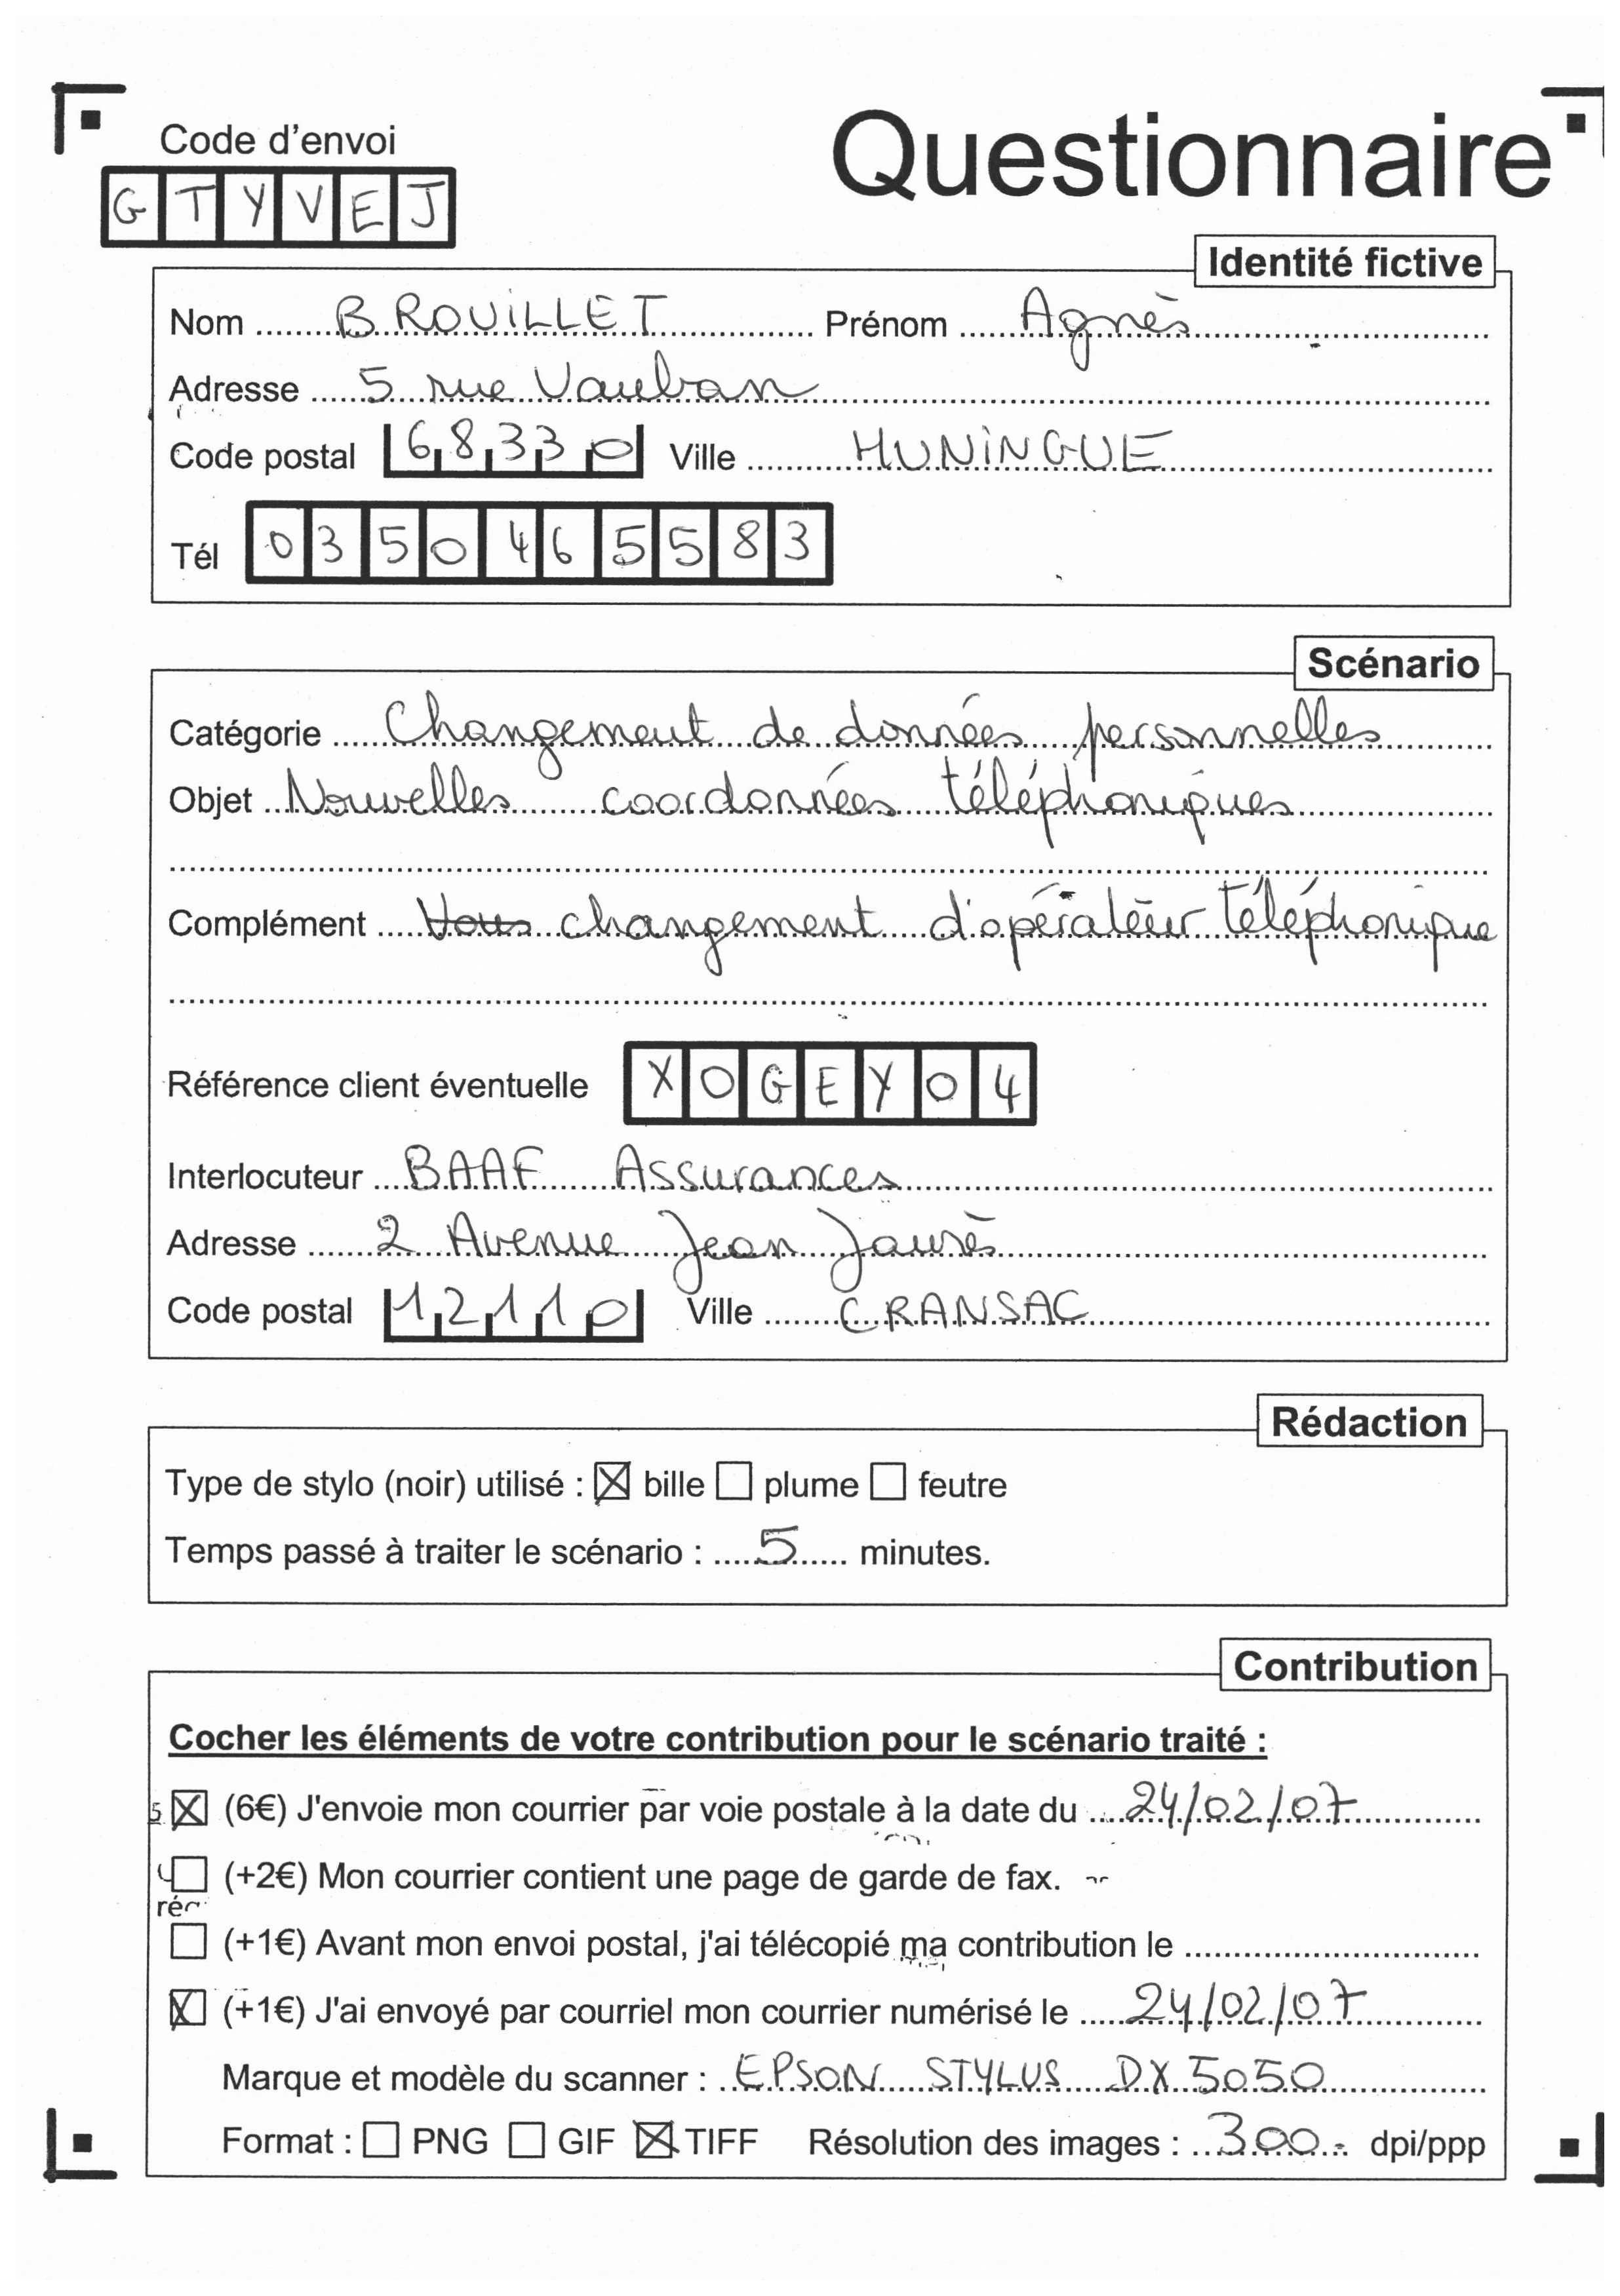 Code d'envoi
Questionnaire
GTYVEJ
Identité fictive
Nom ........ BROUILLET ................ Prénom ...... Agnès ..............................
Adresse ...... 5 rue Vauban ............................................................
Code postal 68330 Ville .......... HUNINGUE ..............................
Tél 0350465583
Scénario
Catégorie ..... Changement de données personnelles ...........
Objet .. Nouvelles coordonnées téléphoniques ....................
Complément .... changement d'opérateur téléphonique
Référence client éventuelle XOGEY04
Interlocuteur ... BAAF Assurances ..................................................
Adresse ...... 2 Avenue Jean Jaurès ..........................................
Code postal 12110 Ville ....... CRANSAC ..................................
Rédaction
Type de stylo (noir) utilisé : ☒ bille ☐ plume ☐ feutre
Temps passé à traiter le scénario : ..... 5 ...... minutes.
Contribution
Cocher les éléments de votre contribution pour le scénario traité :
☒ (6€) J'envoie mon courrier par voie postale à la date du .... 24/02/07 ............
☐ (+2€) Mon courrier contient une page de garde de fax.
☐ (+1€) Avant mon envoi postal, j'ai télécopié ma contribution le ..........................
☒ (+1€) J'ai envoyé par courriel mon courrier numérisé le .... 24/02/07 ............
Marque et modèle du scanner : .. EPSON STYLUS DX 5050 ..............
Format : ☐ PNG ☐ GIF ☒ TIFF Résolution des images : ... 300 ... dpi/ppp